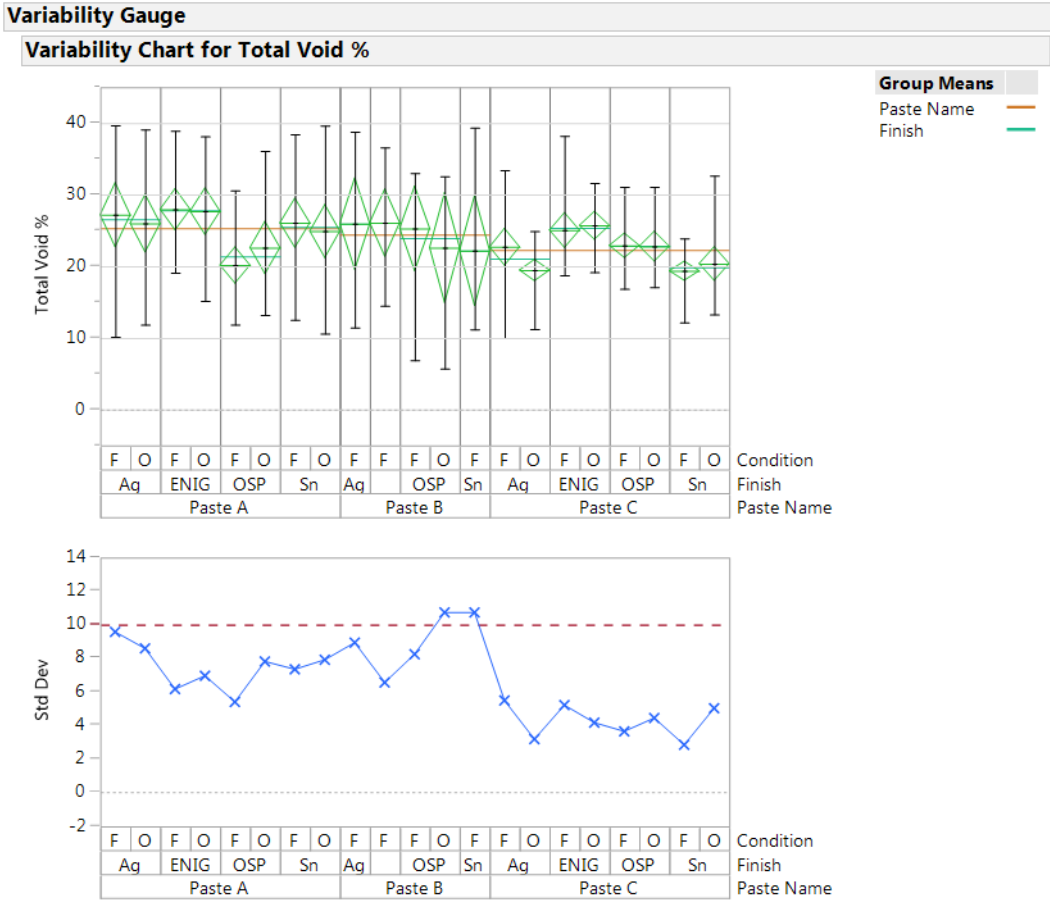 Variability Gauge
Variability Chart for Total Void %
Group Means
Paste Name
Finish
Total Void %
40
30
20
10
0
F O F O F O F O F F O F F O F O F O F O Condition
Ag ENIG OSP Sn Ag OSP Sn Ag ENIG OSP Sn Finish
Paste A Paste B Paste C Paste Name
Std Dev
14
12
10
8
6
4
2
0
-2
F O F O F O F O F F O F F O F O F O F O Condition
Ag ENIG OSP Sn Ag OSP Sn Ag ENIG OSP Sn Finish
Paste A Paste B Paste C Paste Name